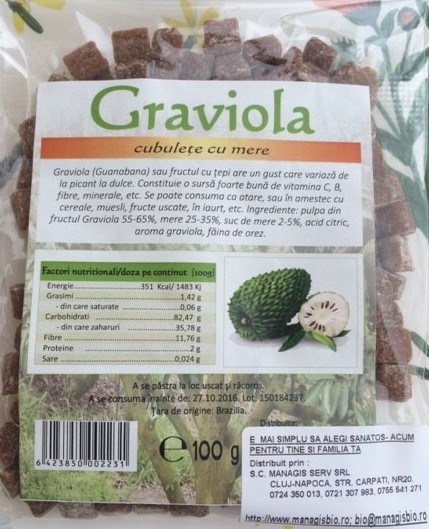 Graviola
cubulețe cu mere
Graviola (Guanabana) sau fructul cu țepi are un gust care variază de
la picant la dulce. Constituie o sursă foarte bună de vitamina C, B,
fibre, minerale, etc. Se poate consuma ca atare, sau în amestec cu
cereale, muesli, fructe uscate, în iaurt, etc. Ingrediente: pulpa din
fructul Graviola 55-65%, mere 25-35%, suc de mere 2-5%, acid citric,
aroma graviola, făina de orez.
Factori nutritionali/doza pe continut (100g)
Energie 351 Kcal/ 1483 Kj
Grasimi 1,42 g
- din care saturate 0,06 g
Carbohidrati 82,47 g
- din care zaharuri 35,78 g
Fibre 11,76 g
Proteine 2 g
Sare 0,024 g
A se păstra la loc uscat și răcoros.
A se consuma înainte de: 27.10.2016. Lot: 150184237.
Țara de origine: Brazilia.
Distribuitor:
6 423850 002231
e 100 g
E MAI SIMPLU SA ALEGI SANATOS- ACUM
PENTRU TINE SI FAMILIA TA
Distribuit prin :
S.C. MANAGIS SERV SRL
CLUJ-NAPOCA, STR. CARPATI, NR20.
0724 350 013, 0721 307 983, 0755 541 271
http://www.managisbio.ro; bio@managisbio.ro